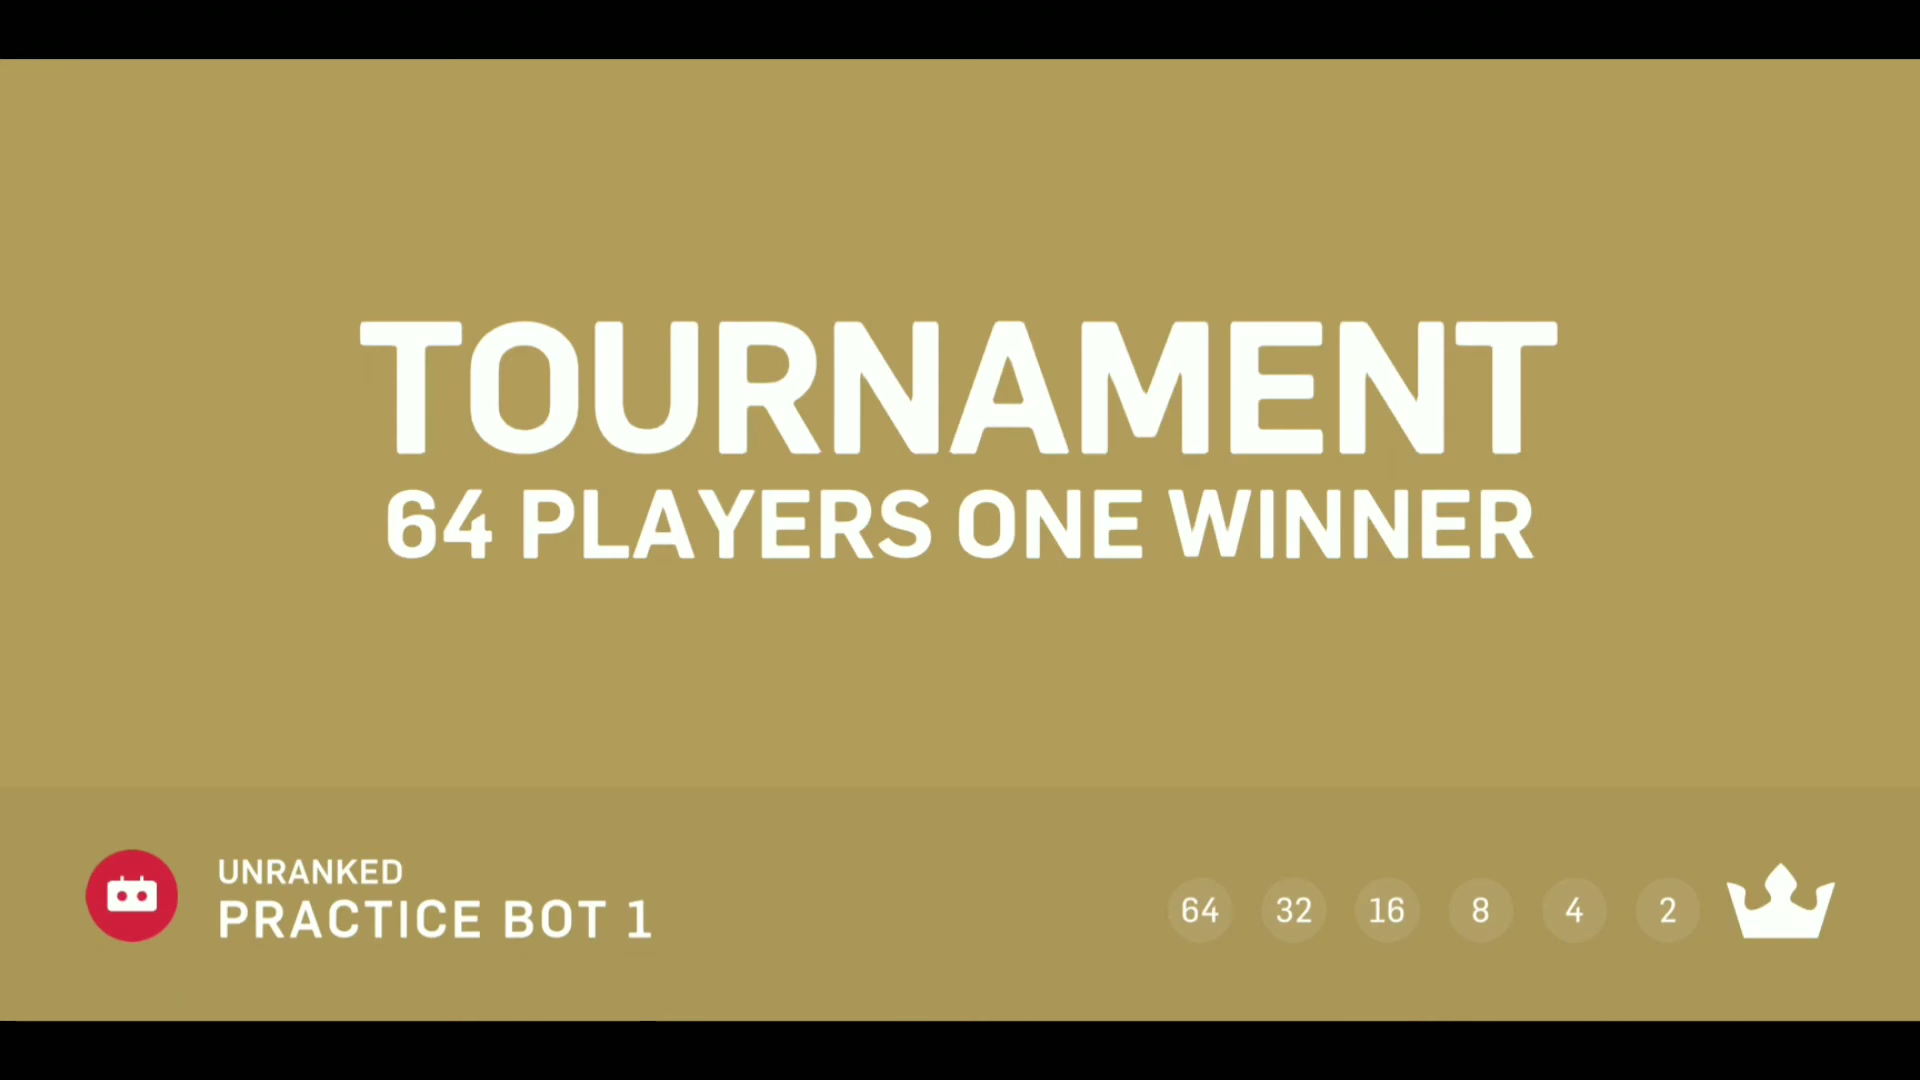 TOURNAMENT
64 PLAYERS ONE WINNER
UNRANKED
PRACTICE BOT 1
64 32 16 8 4 2